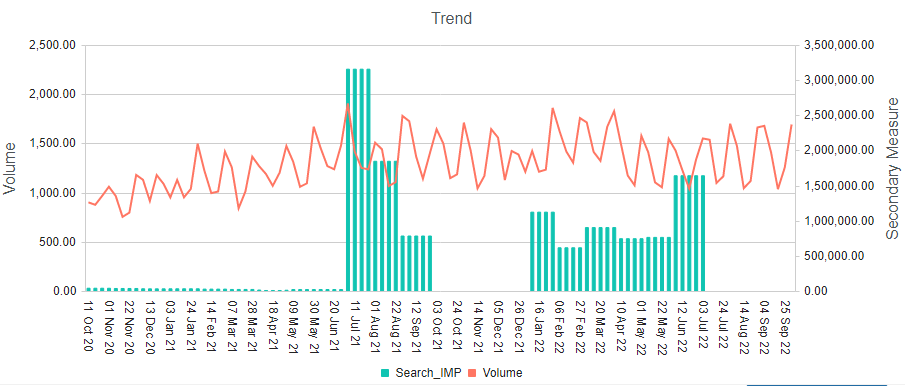 Trend
2,500.00
2,000.00
1,500.00
1,000.00
500.00
0.00
Volume
3,500,000.00
3,000,000.00
2,500,000.00
2,000,000.00
1,500,000.00
1,000,000.00
500,000.00
0.00
Secondary Measure
11 Oct 20
01 Nov 20
22 Nov 20
13 Dec 20
03 Jan 21
24 Jan 21
14 Feb 21
07 Mar 21
28 Mar 21
18 Apr 21
09 May 21
30 May 21
20 Jun 21
11 Jul 21
01 Aug 21
22 Aug 21
12 Sep 21
03 Oct 21
24 Oct 21
14 Nov 21
05 Dec 21
26 Dec 21
16 Jan 22
06 Feb 22
27 Feb 22
20 Mar 22
10 Apr 22
01 May 22
22 May 22
12 Jun 22
03 Jul 22
24 Jul 22
14 Aug 22
04 Sep 22
25 Sep 22
Search_IMP
Volume